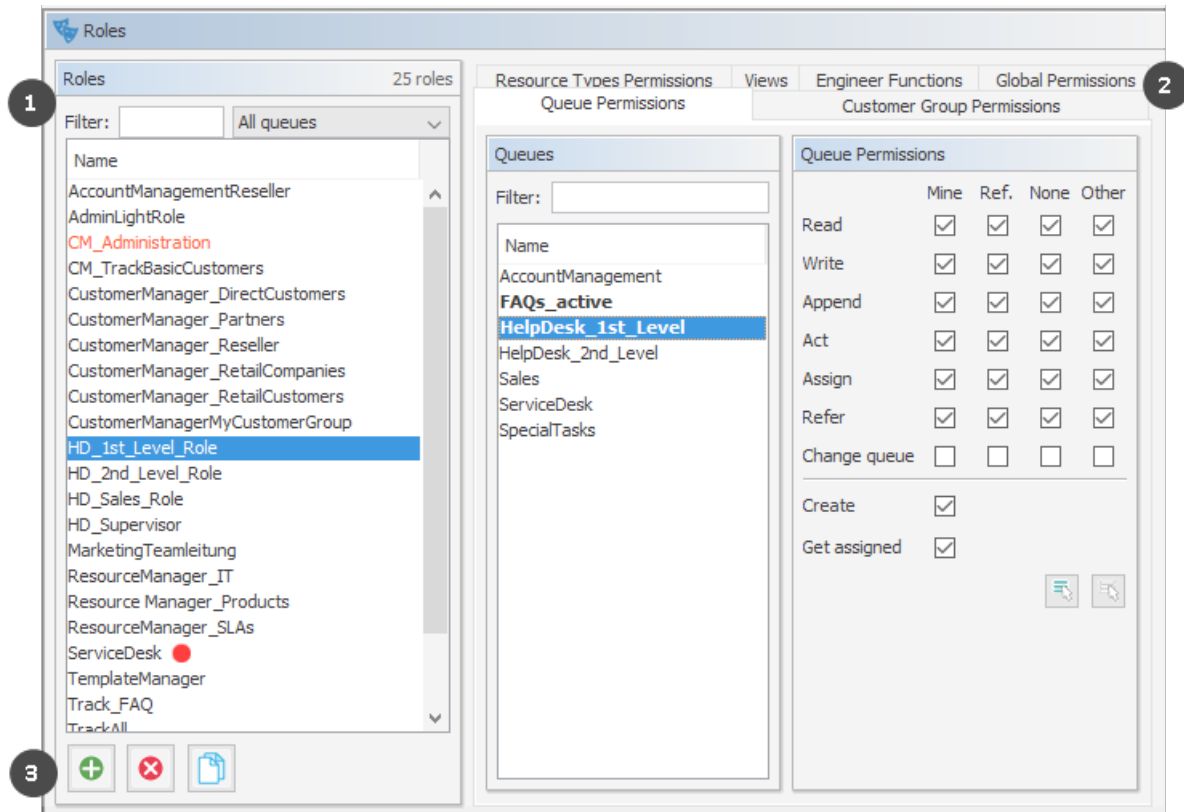 Roles
Roles 25 roles
1
Filter: All queues
Name
AccountManagementReseller
AdminLightRole
CM_Administration
CM_TrackBasicCustomers
CustomerManager_DirectCustomers
CustomerManager_Partners
CustomerManager_Reseller
CustomerManager_RetailCompanies
CustomerManager_RetailCustomers
CustomerManagerMyCustomerGroup
HD_1st_Level_Role
HD_2nd_Level_Role
HD_Sales_Role
HD_Supervisor
MarketingTeamleitung
ResourceManager_IT
Resource Manager_Products
ResourceManager_SLAs
ServiceDesk
TemplateManager
Track_FAQ
TrackAll
3
Resource Types Permissions Views Engineer Functions Global Permissions
2
Queue Permissions Customer Group Permissions
Queues
Filter:
Name
AccountManagement
FAQs_active
HelpDesk_1st_Level
HelpDesk_2nd_Level
Sales
ServiceDesk
SpecialTasks
Queue Permissions
Mine Ref. None Other
Read
Write
Append
Act
Assign
Refer
Change queue
Create
Get assigned